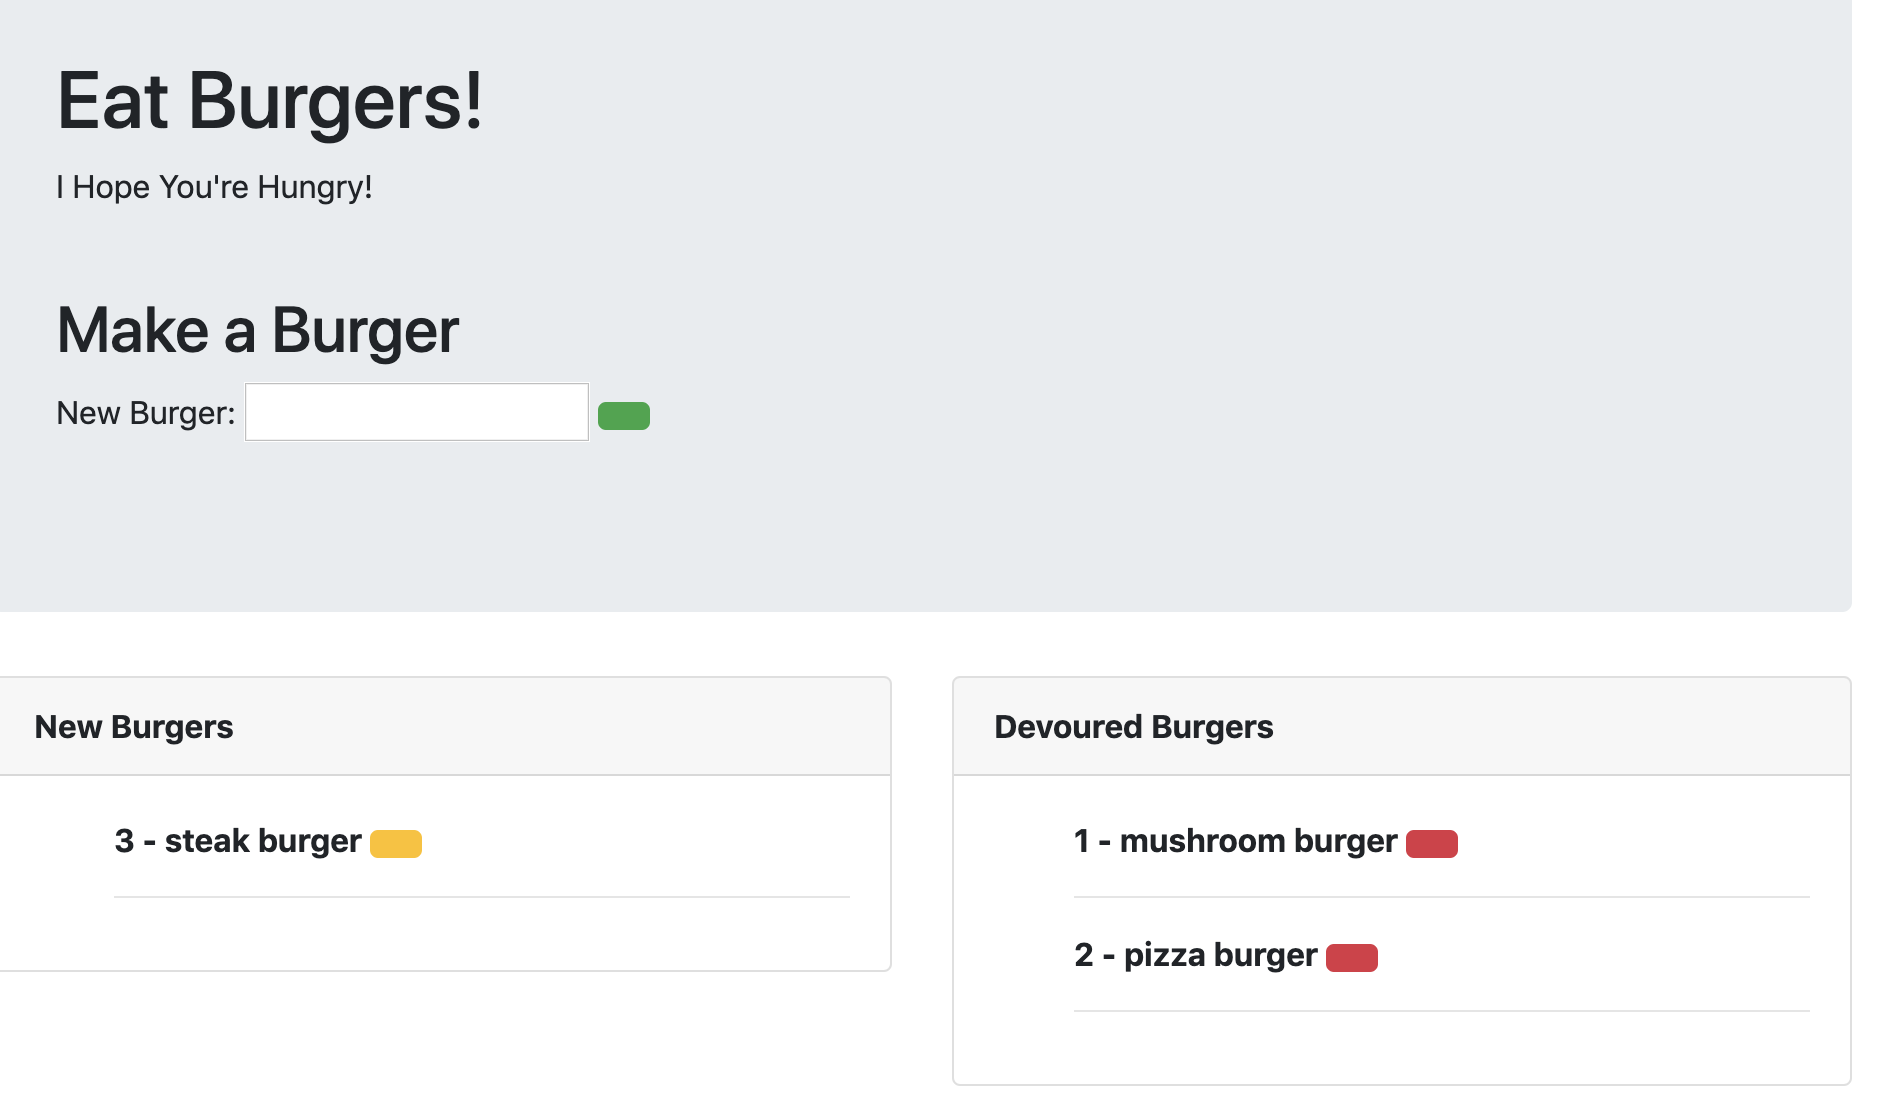 Eat Burgers!
I Hope You're Hungry!
Make a Burger
New Burger:
New Burgers
3 - steak burger
Devoured Burgers
1 - mushroom burger
2 - pizza burger